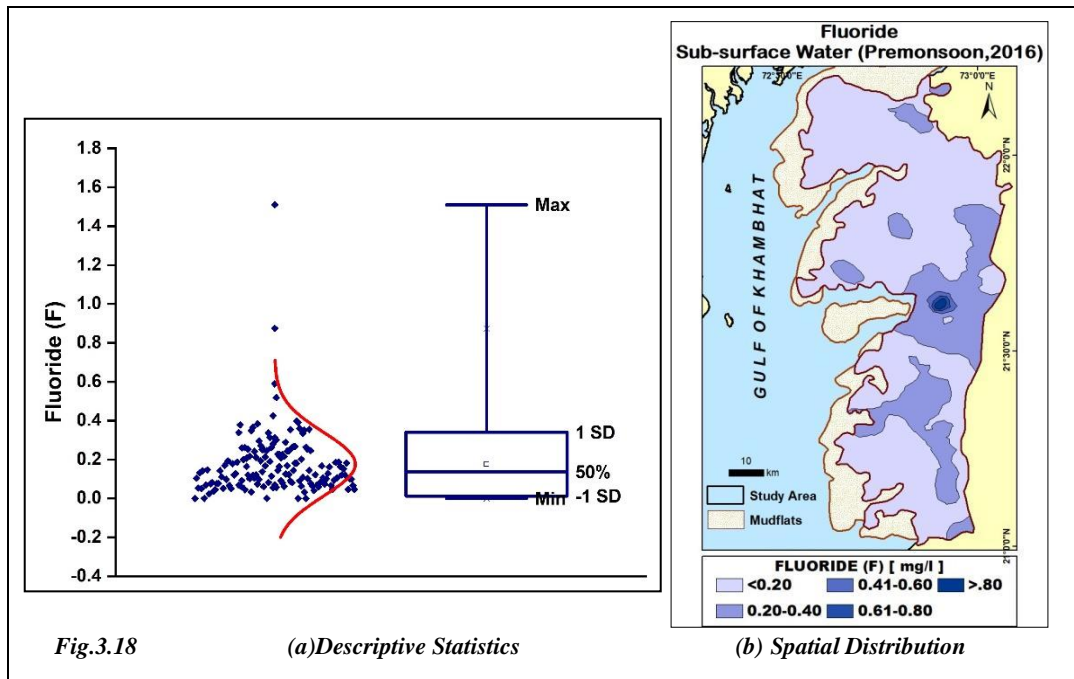 1.8
1.6
1.4
1.2
1.0
0.8
0.6
0.4
0.2
0.0
-0.2
-0.4
Fluoride (F)
Max
1 SD
50%
Min
-1 SD
Fluoride
Sub-surface Water (Premonsoon,2016)
72°30'0"E
73°0'0"E
N
22°0'0"N
21°30'0"N
21°0'0"N
GULF OF KHAMBHAT
10
km
Study Area
Mudflats
FLUORIDE (F) [ mg/l ]
<0.20 0.41-0.60 >.80
0.20-0.40 0.61-0.80
Fig.3.18 (a)Descriptive Statistics (b) Spatial Distribution